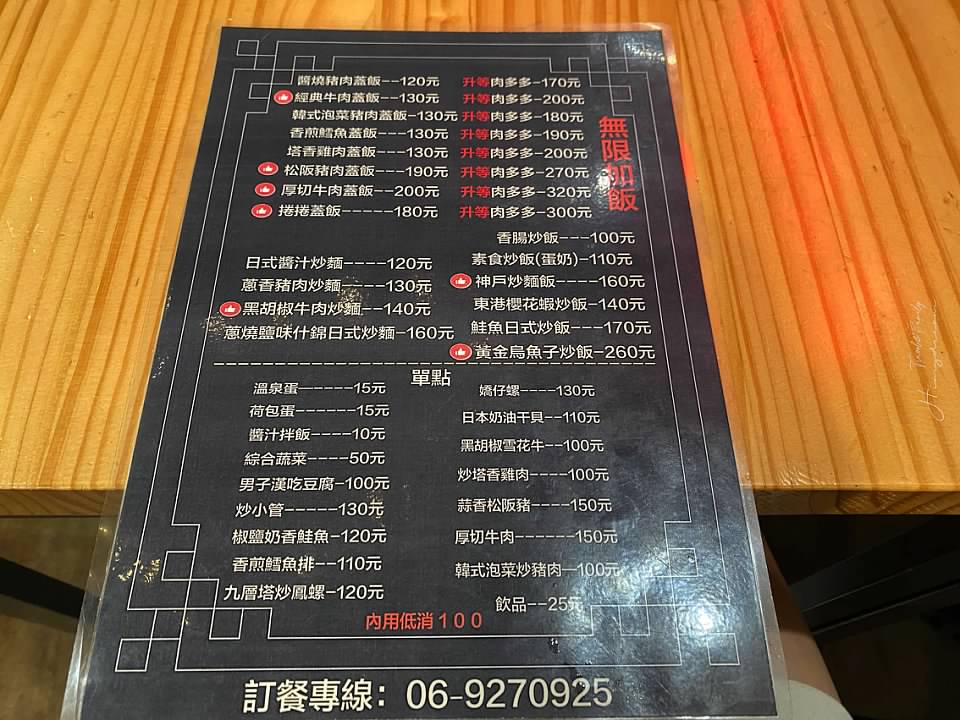 醬燒豬肉蓋飯--120元 升等肉多多-170元
經典牛肉蓋飯---130元 升等肉多多-200元
韓式泡菜豬肉蓋飯-130元 升等肉多多-180元
香煎鱈魚蓋飯---130元 升等肉多多-190元
塔香雞肉蓋飯---130元 升等肉多多-200元
松阪豬肉蓋飯---190元 升等肉多多-270元
厚切牛肉蓋飯--200元 升等肉多多-320元
捲捲蓋飯-----180元 升等肉多多-300元
無限加飯
香腸炒飯---100元
素食炒飯(蛋奶)-110元
神戶炒麵飯----160元
東港櫻花蝦炒飯-140元
鮭魚日式炒飯---170元
黃金烏魚子炒飯-260元
日式醬汁炒麵----120元
蔥香豬肉炒麵----130元
黑胡椒牛肉炒麵--140元
蔥燒鹽味什錦日式炒麵-160元
單點
溫泉蛋------15元
荷包蛋------15元
醬汁拌飯----10元
綜合蔬菜----50元
男子漢吃豆腐-100元
炒小管-----130元
椒鹽奶香鮭魚-120元
香煎鱈魚排--110元
九層塔炒鳳螺-120元
嬌仔螺----130元
日本奶油干貝--110元
黑胡椒雪花牛--100元
炒塔香雞肉----100元
蒜香松阪豬---150元
厚切牛肉------150元
韓式泡菜炒豬肉—100元
飲品--25元
內用低消100
訂餐專線: 06-9270925